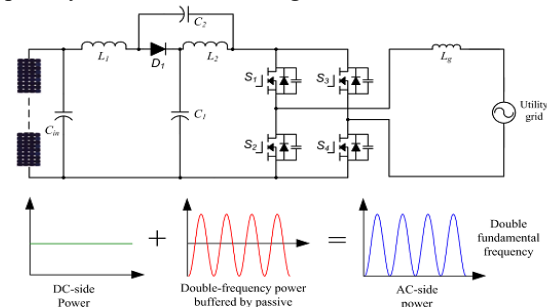 C2
L1
D1
L2
S1
S3
Lg
Cin
C1
S2
S4
Utility
grid
+
=
Double
fundamental
frequency
DC-side
Power
Double-frequency power
buffered by passive
AC-side
power